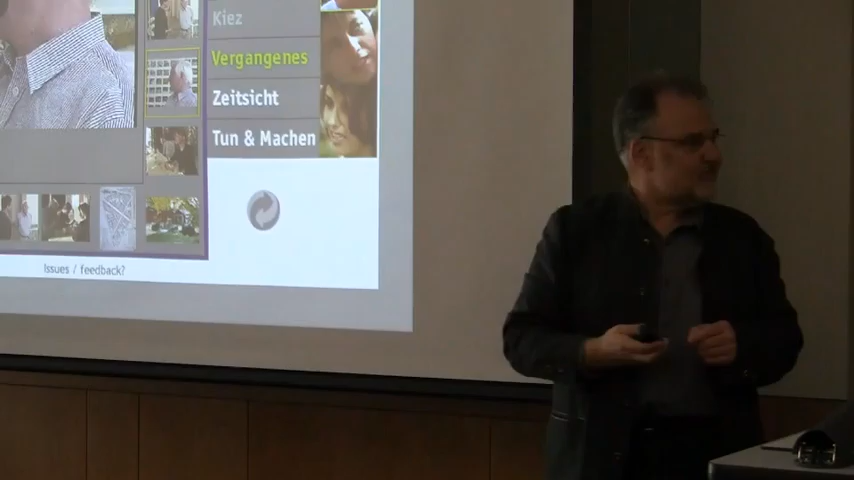 Kiez
Vergangenes
Zeitsicht
Tun & Machen
Issues / feedback?